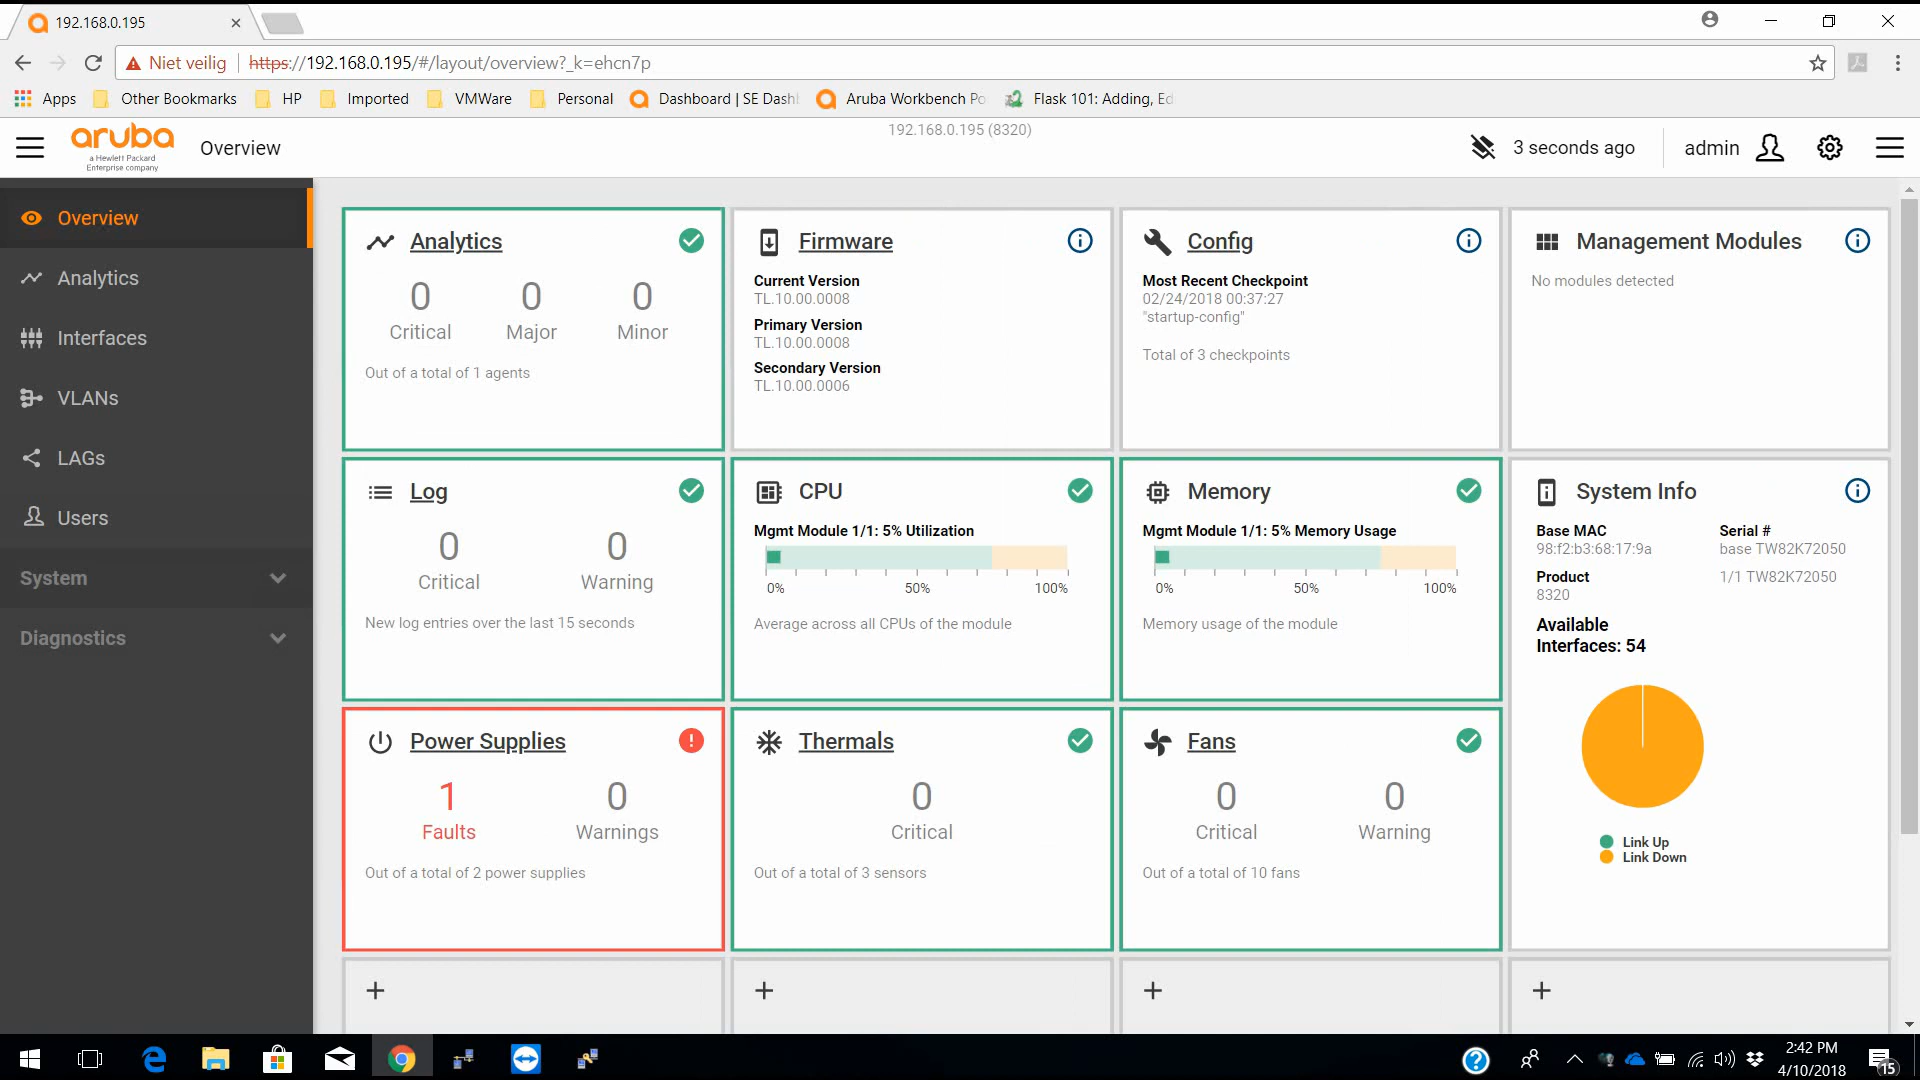 192.168.0.195
Niet veilig https://192.168.0.195/#/layout/overview?_k=ehcn7p
Apps Other Bookmarks HP Imported VMWare Personal Dashboard | SE Dash Aruba Workbench Po Flask 101: Adding, Ed
192.168.0.195 (8320)
aruba
a Hewlett Packard
Enterprise company
Overview
3 seconds ago
admin
Overview
Analytics
Interfaces
VLANs
LAGs
Users
System
Diagnostics
Analytics
0 0 0
Critical Major Minor
Out of a total of 1 agents
Firmware
Current Version
TL.10.00.0008
Primary Version
TL.10.00.0008
Secondary Version
TL.10.00.0006
Config
Most Recent Checkpoint
02/24/2018 00:37:27
"startup-config"
Total of 3 checkpoints
Management Modules
No modules detected
Log
0 0
Critical Warning
New log entries over the last 15 seconds
CPU
Mgmt Module 1/1: 5% Utilization
0% 50% 100%
Average across all CPUs of the module
Memory
Mgmt Module 1/1: 5% Memory Usage
0% 50% 100%
Memory usage of the module
System Info
Base MAC
98:f2:b3:68:17:9a
Serial #
base TW82K72050
1/1 TW82K72050
Product
8320
Available
Interfaces: 54
Link Up
Link Down
Power Supplies
1 0
Faults Warnings
Out of a total of 2 power supplies
Thermals
0
Critical
Out of a total of 3 sensors
Fans
0 0
Critical Warning
Out of a total of 10 fans
2:42 PM
4/10/2018
15